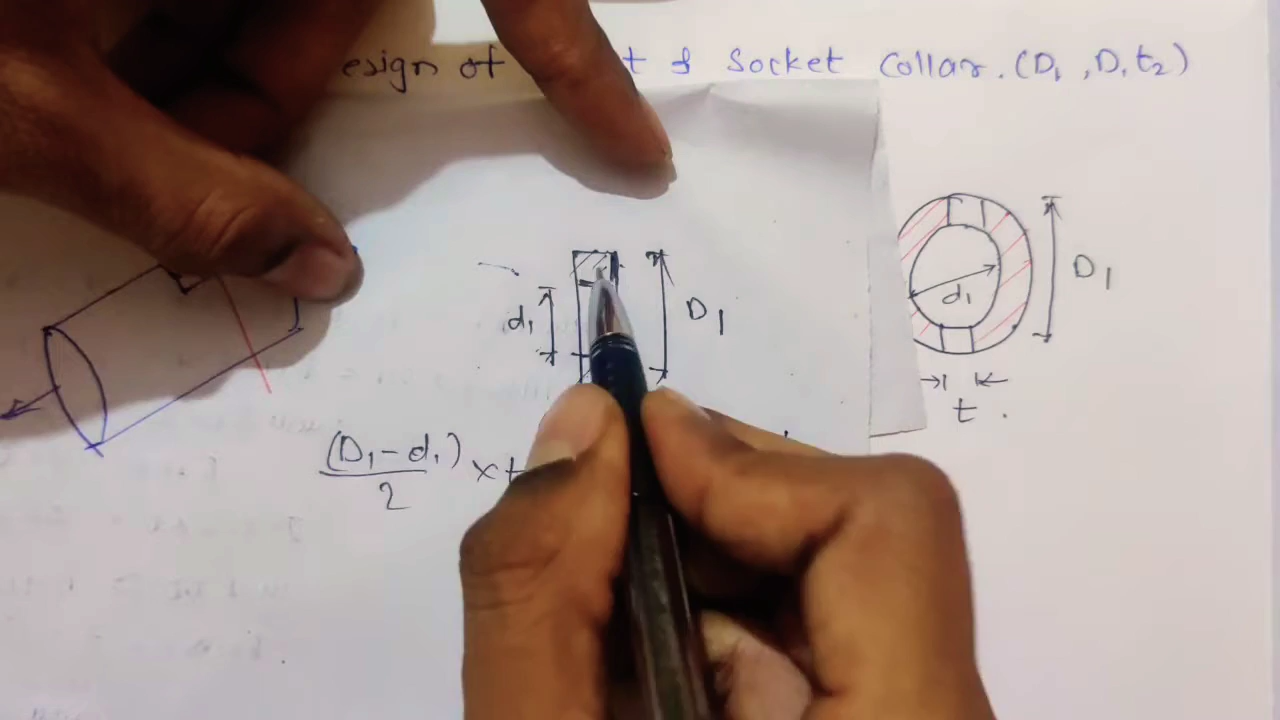 esign of t & Socket Collar. (D₁, D, t₂)
d₁
D₁
d₁
D₁
t.
(D₁-d₁)/2 × t